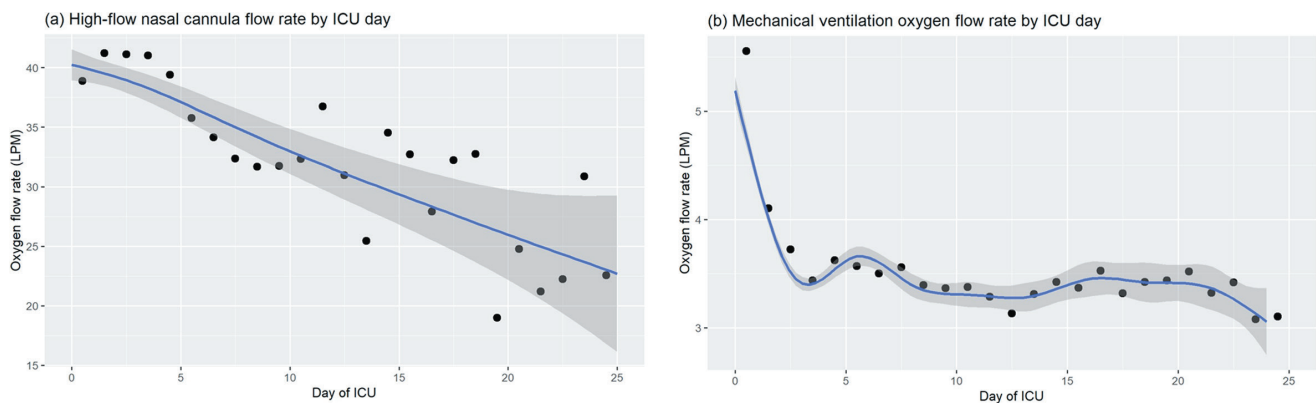 (a) High-flow nasal cannula flow rate by ICU day
40
35
30
25
20
15
Oxygen flow rate (LPM)
0 5 10 15 20 25
Day of ICU
(b) Mechanical ventilation oxygen flow rate by ICU day
5
4
3
Oxygen flow rate (LPM)
0 5 10 15 20 25
Day of ICU